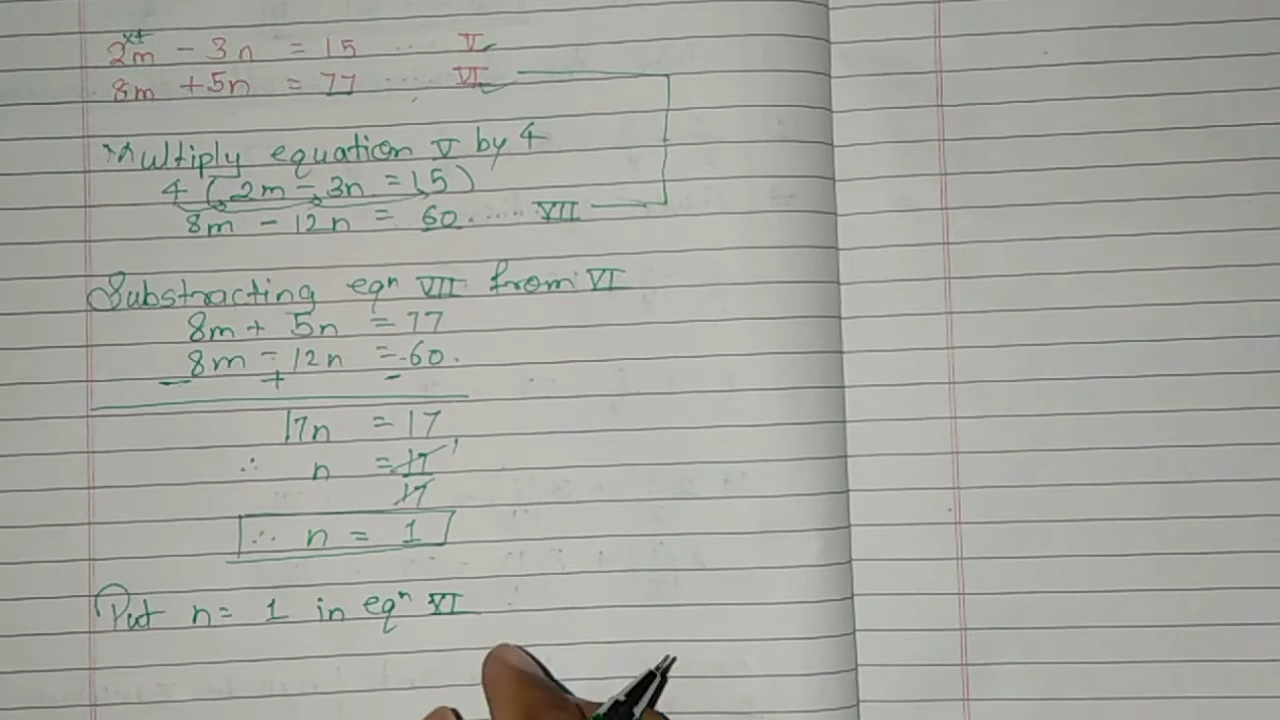 ×4
2m - 3n = 15 ... V
8m + 5n = 77 .... VI
Multiply equation V by 4
4 (2m - 3n = 15)
8m - 12n = 60 ..... VII
Substracting eqn VII from VI
8m + 5n = 77
8m - 12n = -60.
- + -
17n = 17
∴ n = 17 1
17
∴ n = 1
Put n = 1 in eqn VI